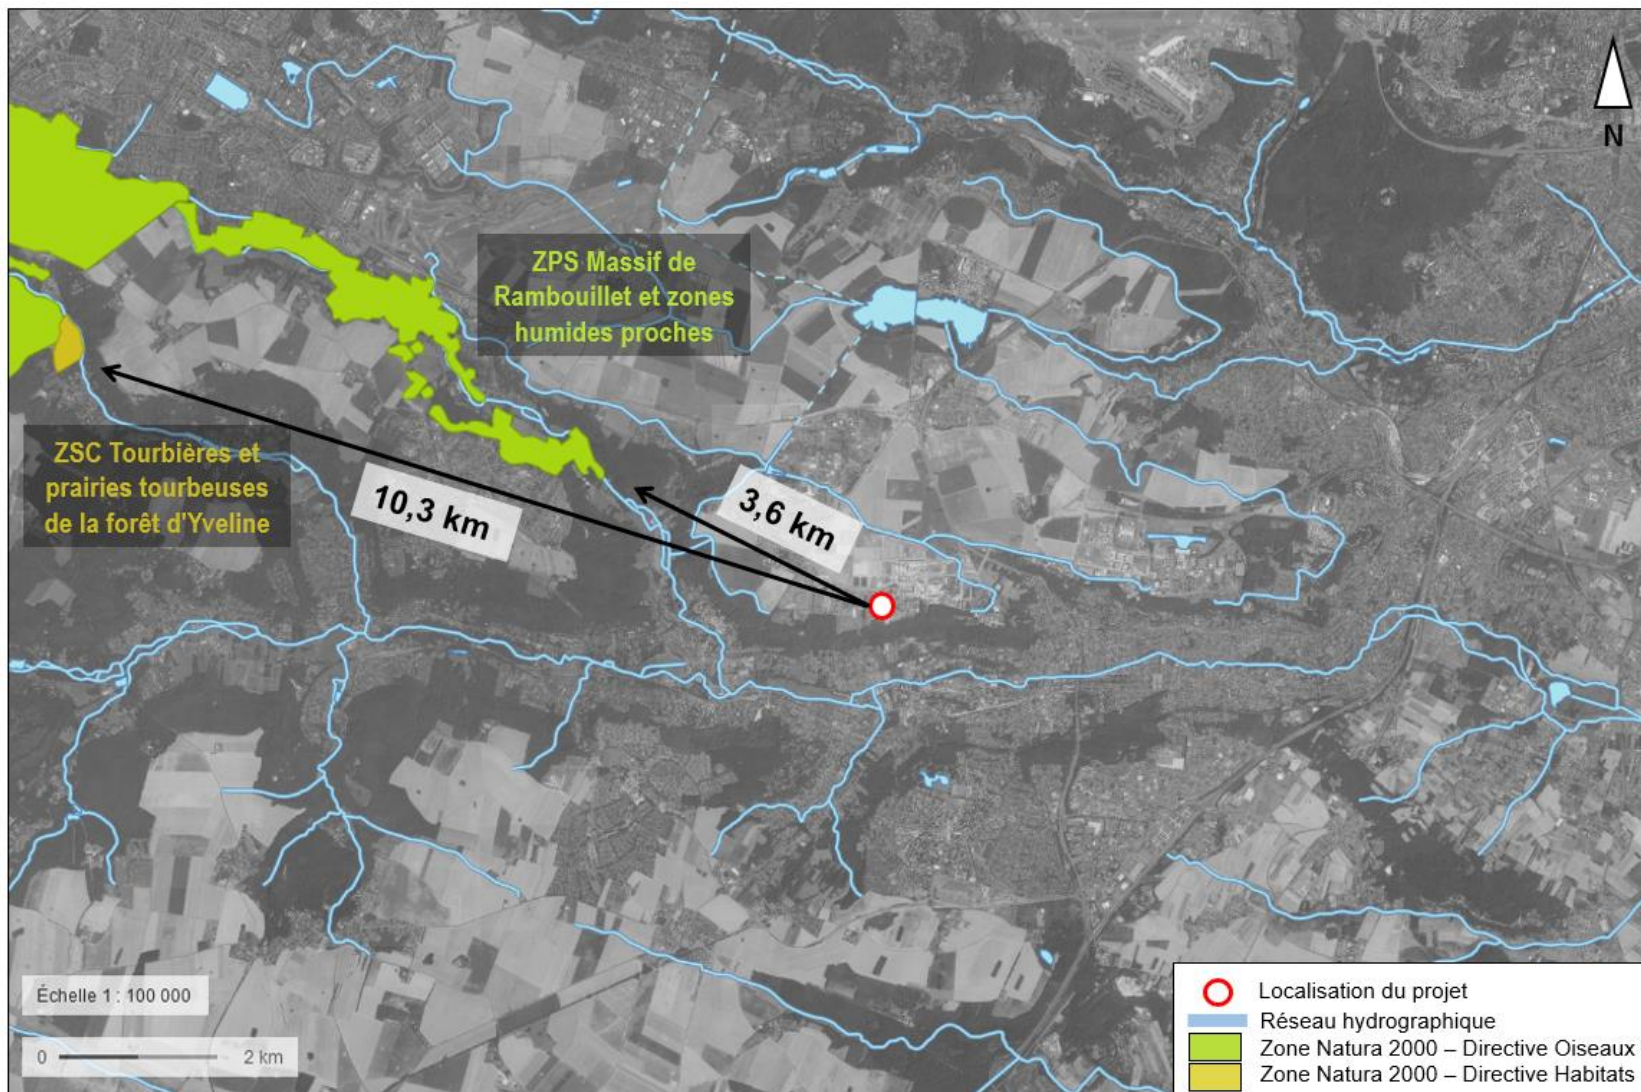 N
ZPS Massif de
Rambouillet et zones
humides proches
ZSC Tourbières et
prairies tourbeuses
de la forêt d'Yveline
10,3 km
3,6 km
Échelle 1 : 100 000
0 2 km
Localisation du projet
Réseau hydrographique
Zone Natura 2000 – Directive Oiseaux
Zone Natura 2000 – Directive Habitats